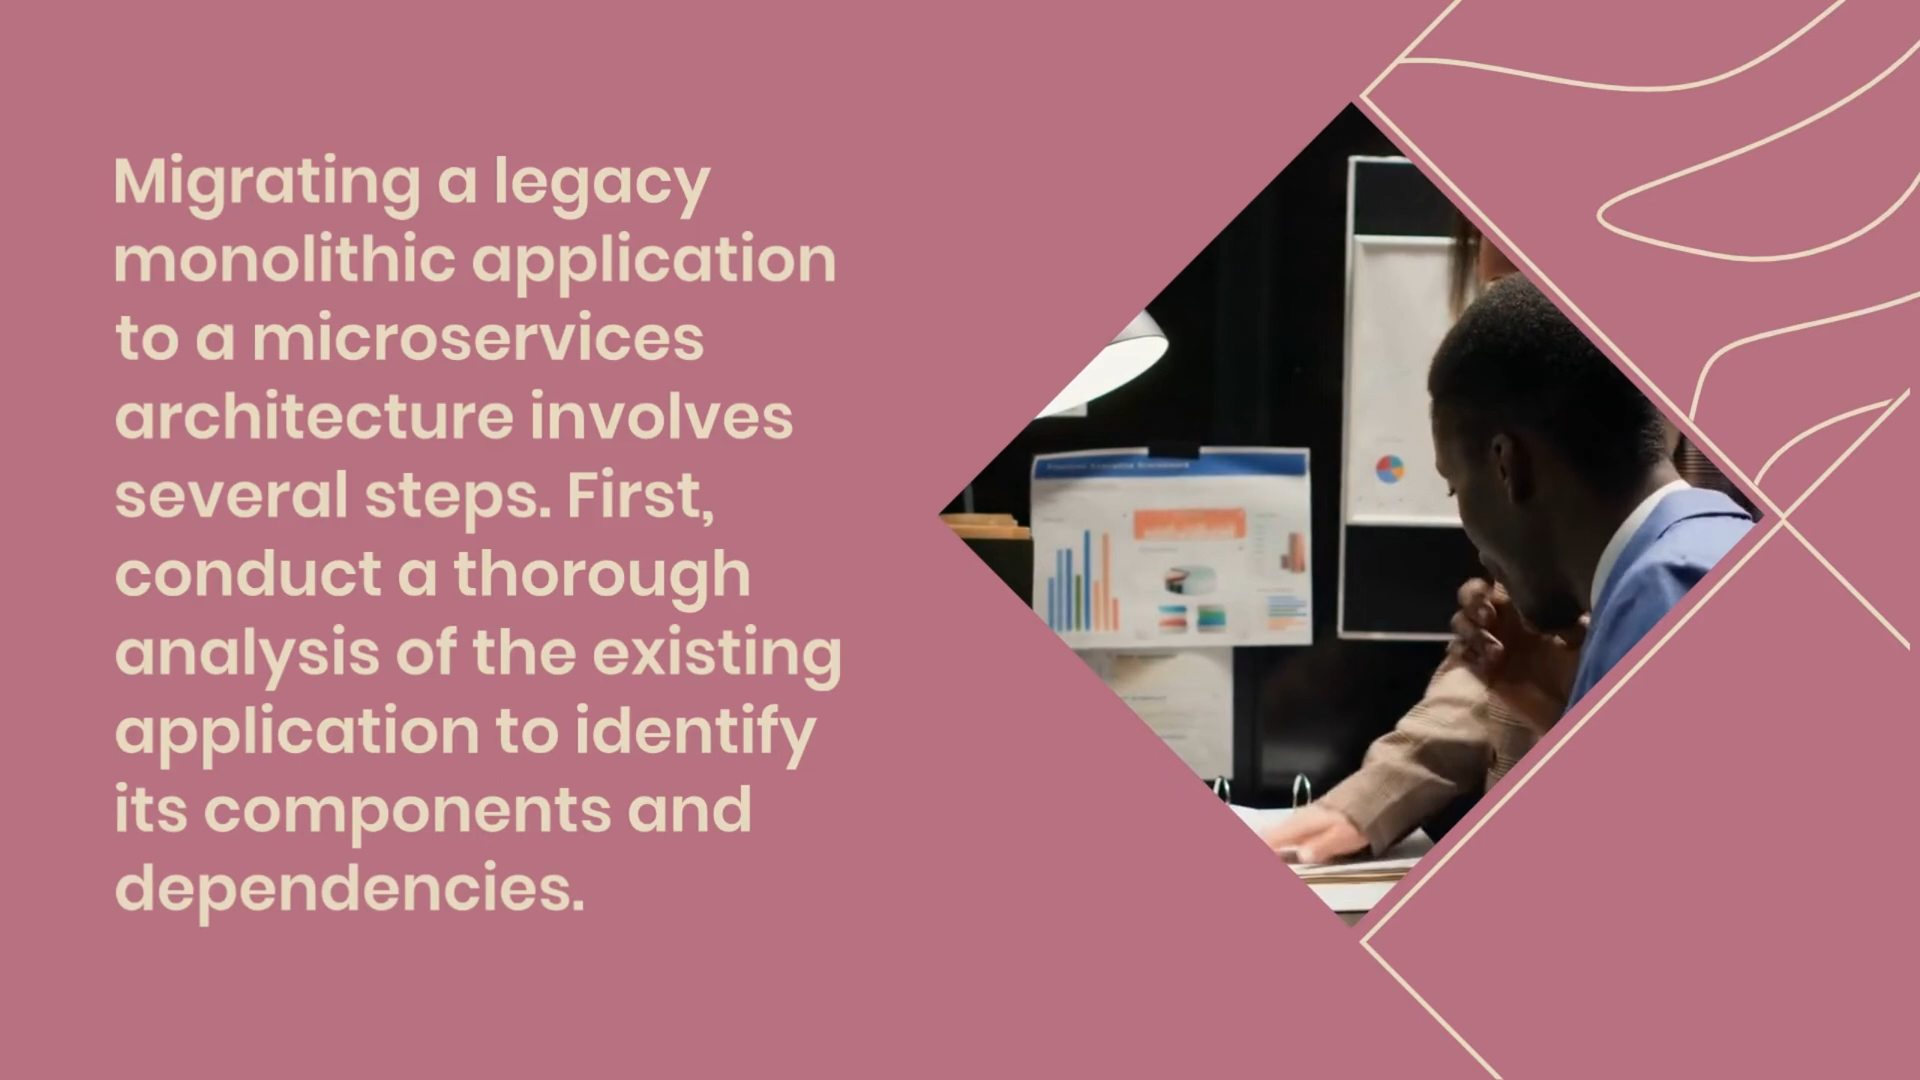 Migrating a legacy
monolithic application
to a microservices
architecture involves
several steps. First,
conduct a thorough
analysis of the existing
application to identify
its components and
dependencies.